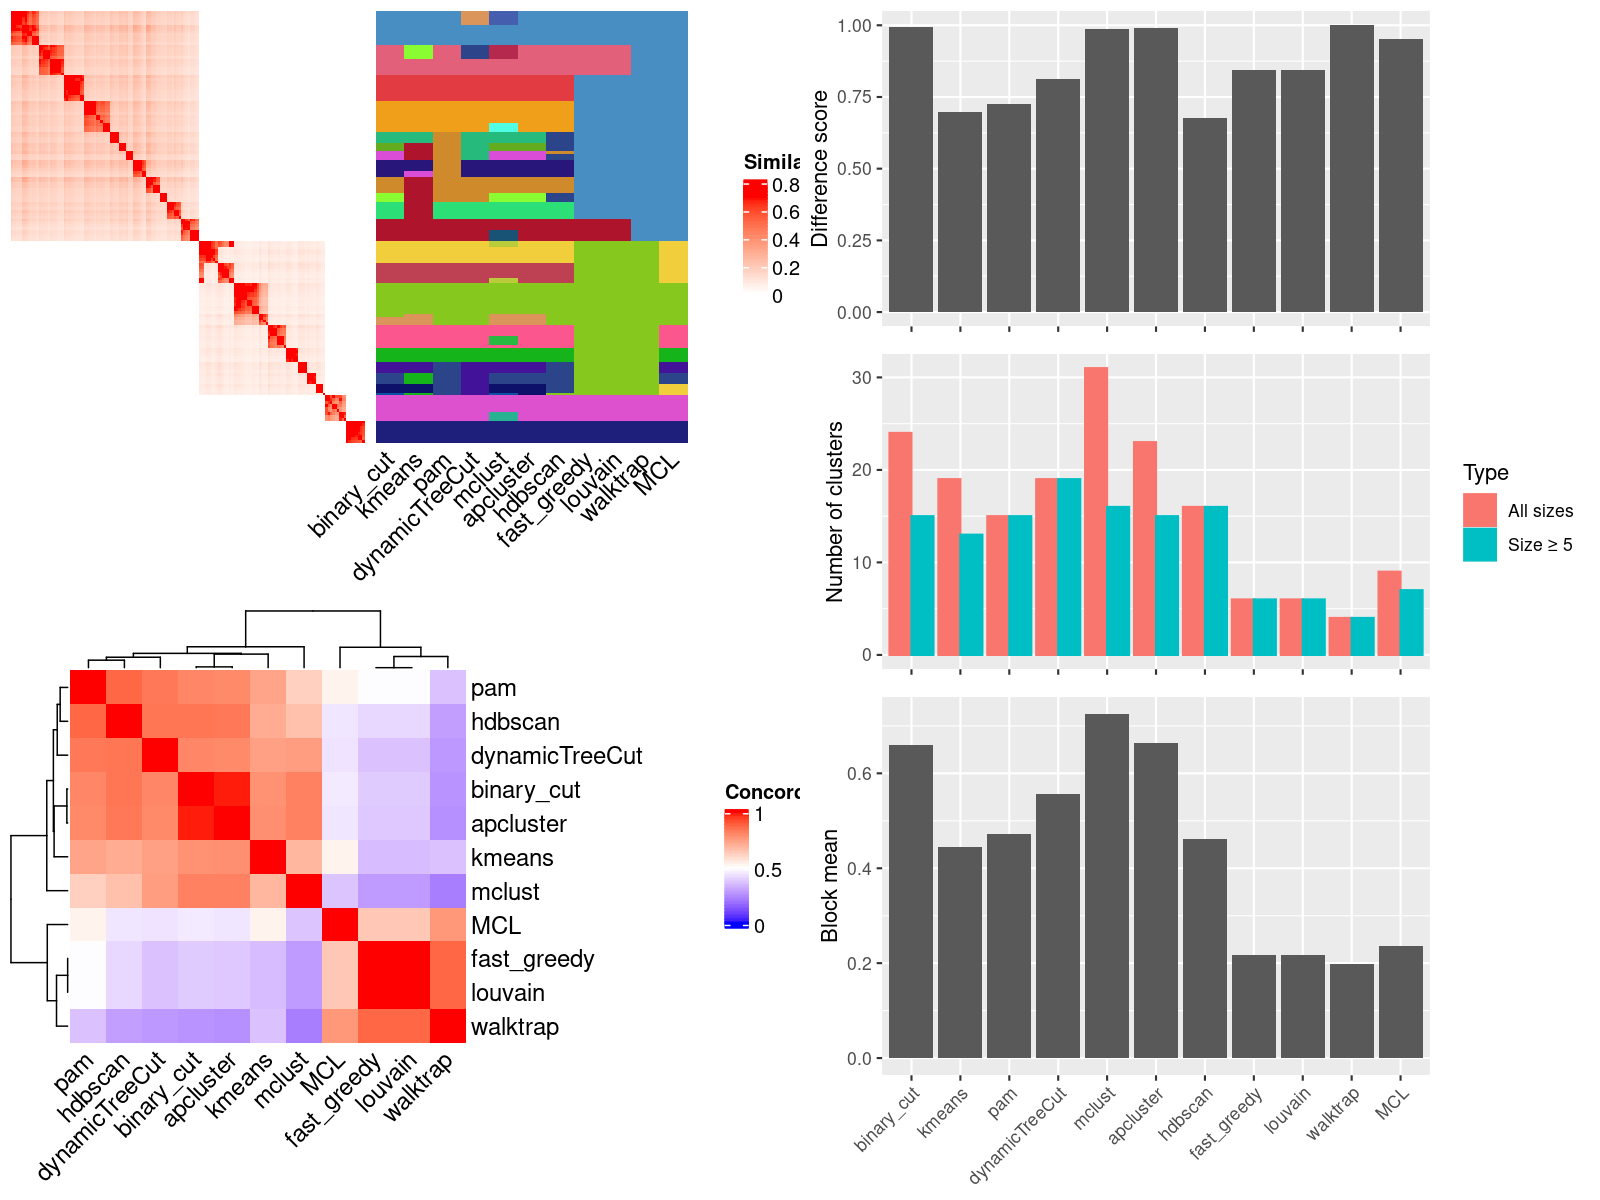 Simila
0.8
0.6
0.4
0.2
0
binary_cut
kmeans
pam
dynamicTreeCut
mclust
apcluster
hdbscan
fast_greedy
louvain
walktrap
MCL
Difference score
1.00
0.75
0.50
0.25
0.00
Number of clusters
30
20
10
0
Type
All sizes
Size ≥ 5
pam
hdbscan
dynamicTreeCut
binary_cut
apcluster
kmeans
mclust
MCL
fast_greedy
louvain
walktrap
pam
hdbscan
dynamicTreeCut
binary_cut
apcluster
kmeans
mclust
MCL
fast_greedy
louvain
walktrap
Concord
1
0.5
0
Block mean
0.6
0.4
0.2
0.0
binary_cut
kmeans
pam
dynamicTreeCut
mclust
apcluster
hdbscan
fast_greedy
louvain
walktrap
MCL